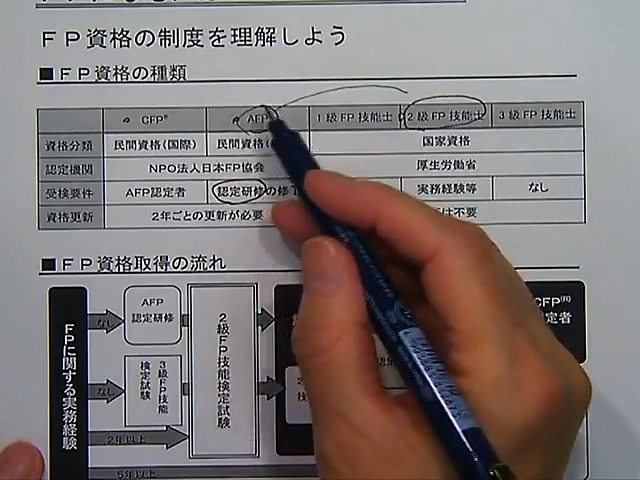 FP資格の制度を理解しよう
■FP資格の種類
CFP® AFP 1級FP技能士 2級FP技能士 3級FP技能士
資格分類 民間資格(国際) 民間資格( 国家資格
認定機関 NPO法人日本FP協会 厚生労働省
受検要件 AFP認定者 認定研修の修了 実務経験等 なし
資格更新 2年ごとの更新が必要 は不要
■FP資格取得の流れ
FPに関する実務経験
なし
AFP
認定研修
なし
3級FP技能
検定試験
2年以上
5年以上
2級FP技能検定試験
CFP(R)
定者